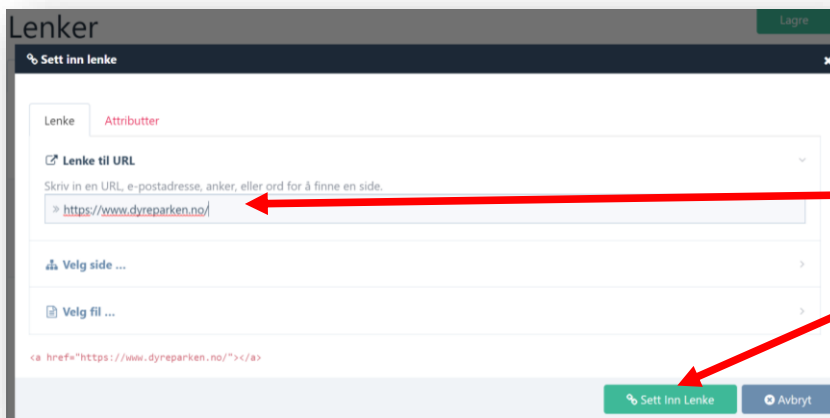 Lenker
Lagre
Sett inn lenke
Lenke Attributter
Lenke til URL
Skriv in en URL, e-postadresse, anker, eller ord for å finne en side.
» https://www.dyreparken.no/
Velg side ...
Velg fil ...
<a href="https://www.dyreparken.no/"></a>
Sett Inn Lenke Avbryt